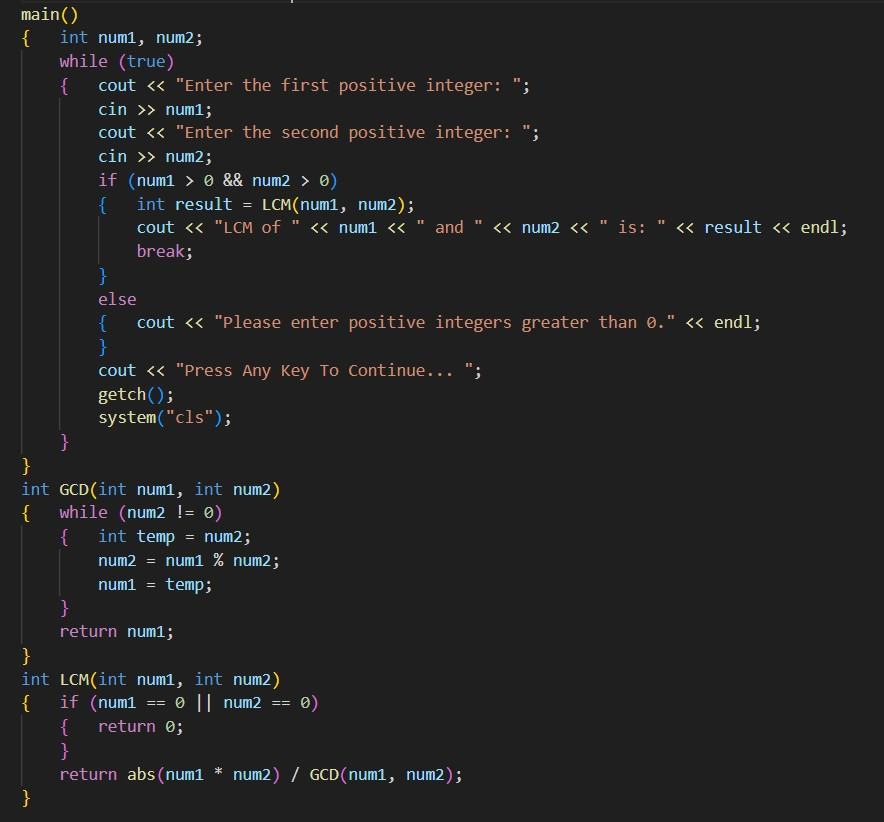 main()
{   int num1, num2;
    while (true)
    {   cout << "Enter the first positive integer: ";
        cin >> num1;
        cout << "Enter the second positive integer: ";
        cin >> num2;
        if (num1 > 0 && num2 > 0)
        {   int result = LCM(num1, num2);
            cout << "LCM of " << num1 << " and " << num2 << " is: " << result << endl;
            break;
        }
        else
        {   cout << "Please enter positive integers greater than 0." << endl;
        }
        cout << "Press Any Key To Continue... ";
        getch();
        system("cls");
    }
}
int GCD(int num1, int num2)
{   while (num2 != 0)
    {   int temp = num2;
        num2 = num1 % num2;
        num1 = temp;
    }
    return num1;
}
int LCM(int num1, int num2)
{   if (num1 == 0 || num2 == 0)
    {   return 0;
    }
    return abs(num1 * num2) / GCD(num1, num2);
}